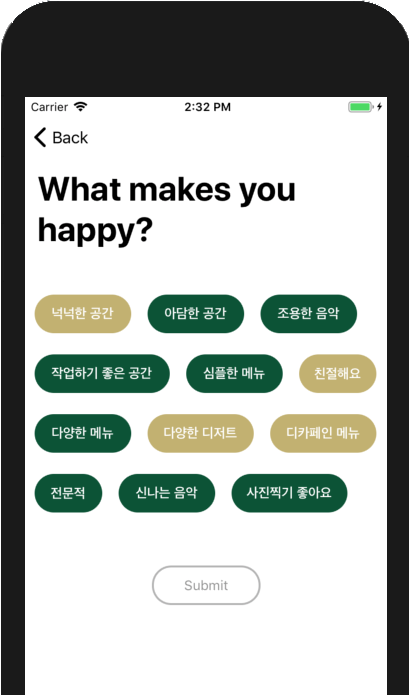 Carrier 2:32 PM
Back
What makes you
happy?
넉넉한 공간 아담한 공간 조용한 음악
작업하기 좋은 공간 심플한 메뉴 친절해요
다양한 메뉴 다양한 디저트 디카페인 메뉴
전문적 신나는 음악 사진찍기 좋아요
Submit